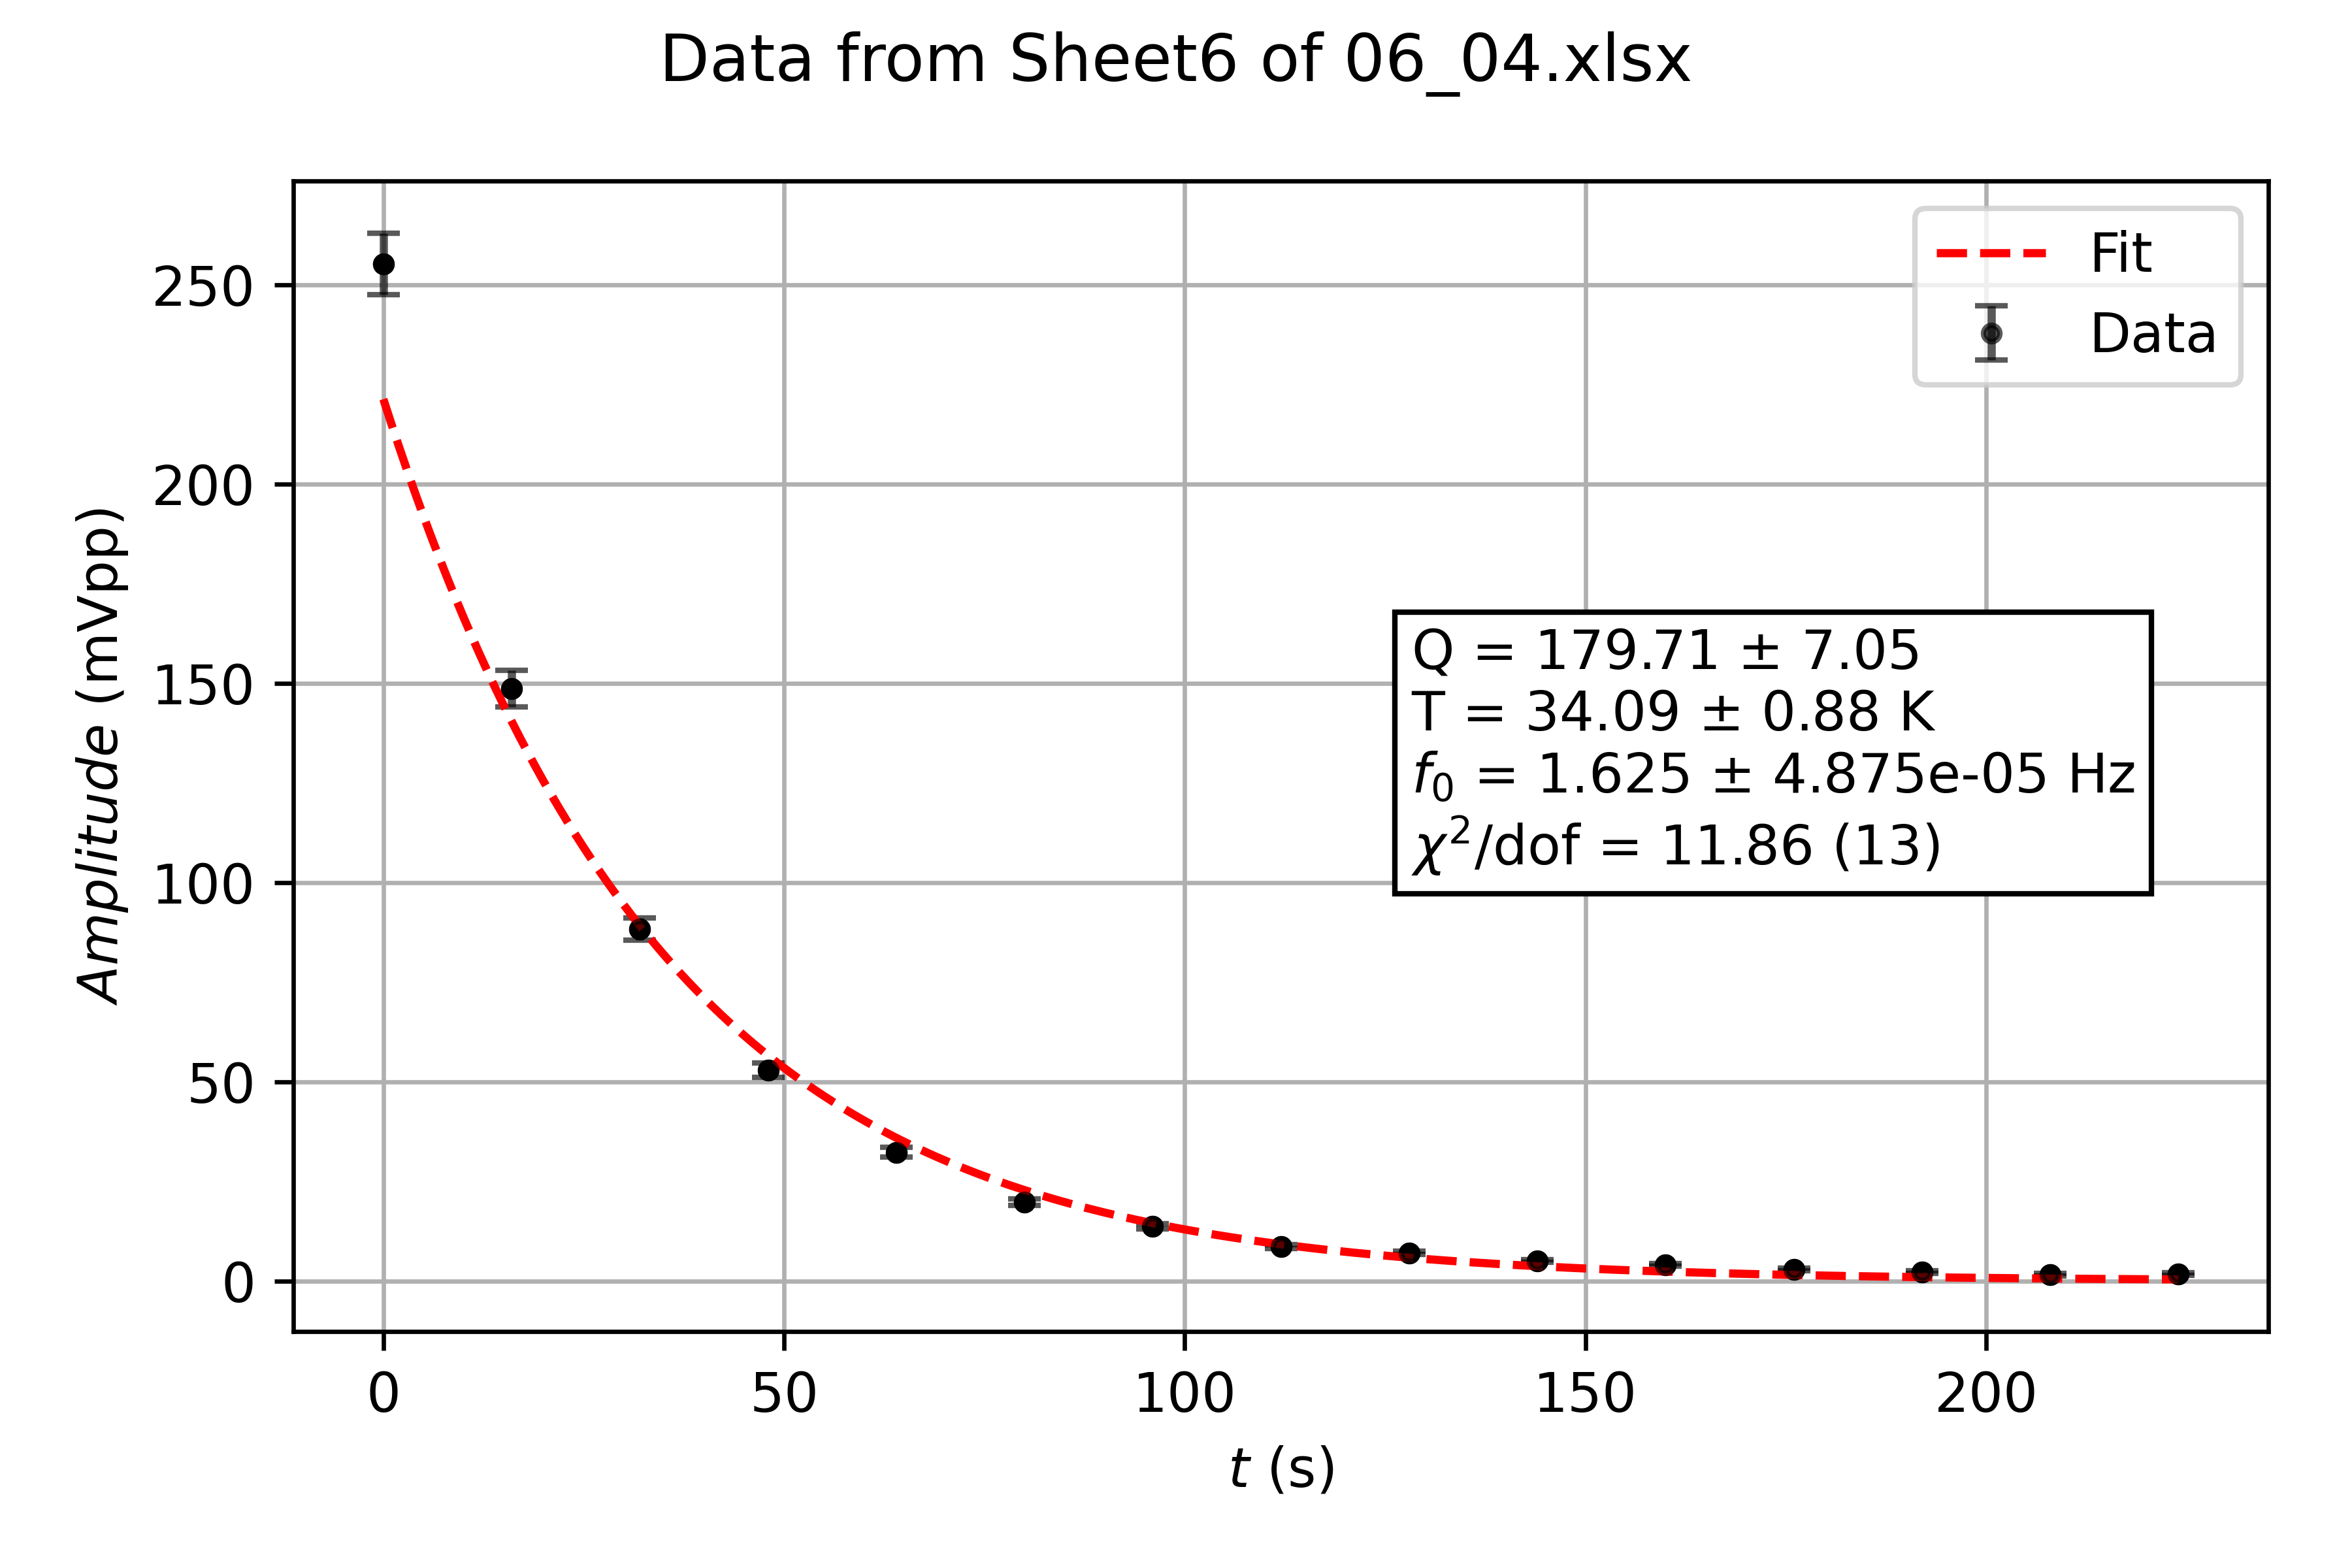 Data from Sheet6 of 06_04.xlsx
Amplitude (mVpp)
250
200
150
100
50
0
Fit
Data
Q = 179.71 ± 7.05
T = 34.09 ± 0.88 K
f₀ = 1.625 ± 4.875e-05 Hz
χ²/dof = 11.86 (13)
0 50 100 150 200
t (s)